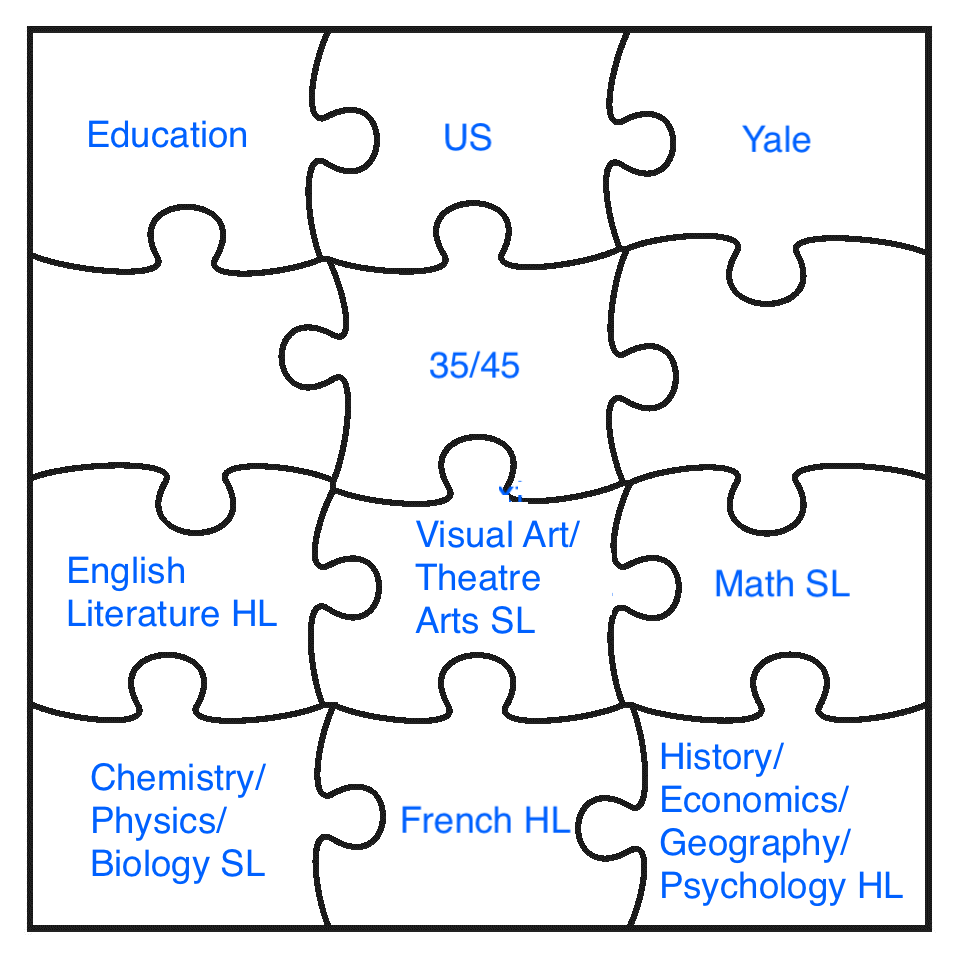 Education
US
Yale
35/45
English
Literature HL
Visual Art/
Theatre
Arts SL
Math SL
Chemistry/
Physics/
Biology SL
French HL
History/
Economics/
Geography/
Psychology HL